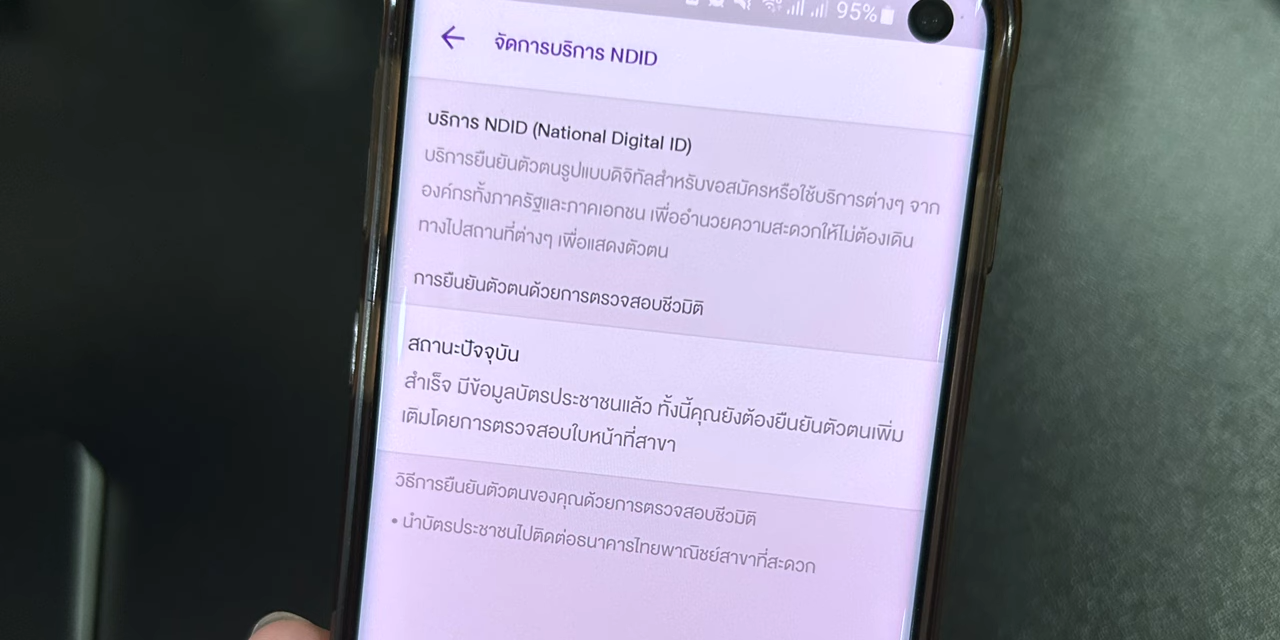 95%
จัดการบริการ NDID
บริการ NDID (National Digital ID)
บริการยืนยันตัวตนรูปแบบดิจิทัลสำหรับขอสมัครหรือใช้บริการต่างๆ จาก
องค์กรทั้งภาครัฐและภาคเอกชน เพื่ออำนวยความสะดวกให้ไม่ต้องเดิน
ทางไปสถานที่ต่างๆ เพื่อแสดงตัวตน
การยืนยันตัวตนด้วยการตรวจสอบชีวมิติ
สถานะปัจจุบัน
สำเร็จ มีข้อมูลบัตรประชาชนแล้ว ทั้งนี้คุณยังต้องยืนยันตัวตนเพิ่ม
เติมโดยการตรวจสอบใบหน้าที่สาขา
วิธีการยืนยันตัวตนของคุณด้วยการตรวจสอบชีวมิติ
• นำบัตรประชาชนไปติดต่อธนาคารไทยพาณิชย์สาขาที่สะดวก